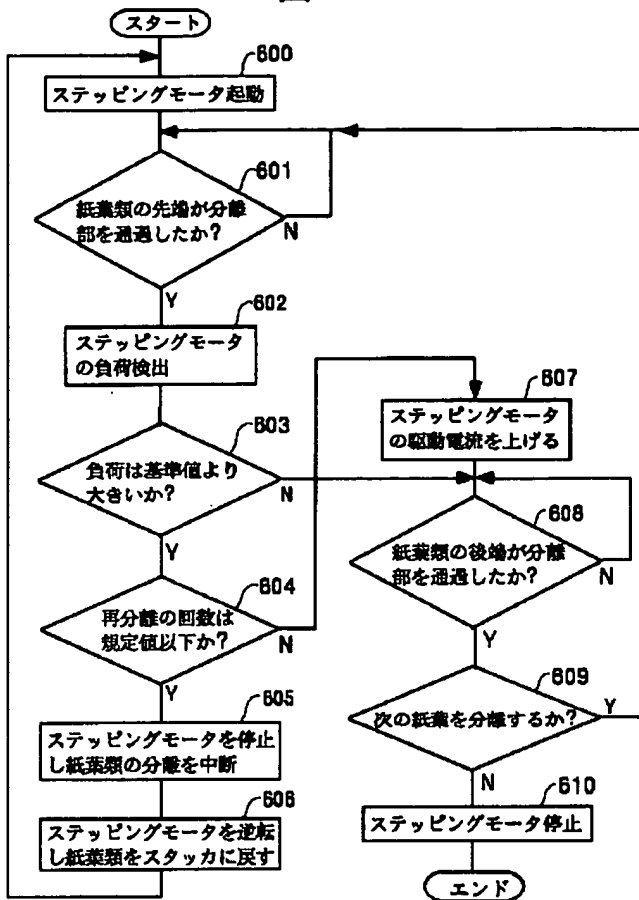 スタート
600
ステッピングモータ起動
601
紙葉類の先端が分離
部を通過したか?
N
Y
602
ステッピングモータ
の負荷検出
603
負荷は基準値より
大きいか?
N
Y
604
再分離の回数は
規定値以下か?
N
Y
605
ステッピングモータを停止
し紙葉類の分離を中断
606
ステッピングモータを逆転
し紙葉類をスタッカに戻す
607
ステッピングモータ
の駆動電流を上げる
608
紙葉類の後端が分離
部を通過したか?
N
Y
609
次の紙葉を分離するか?
Y
N
610
ステッピングモータ停止
エンド